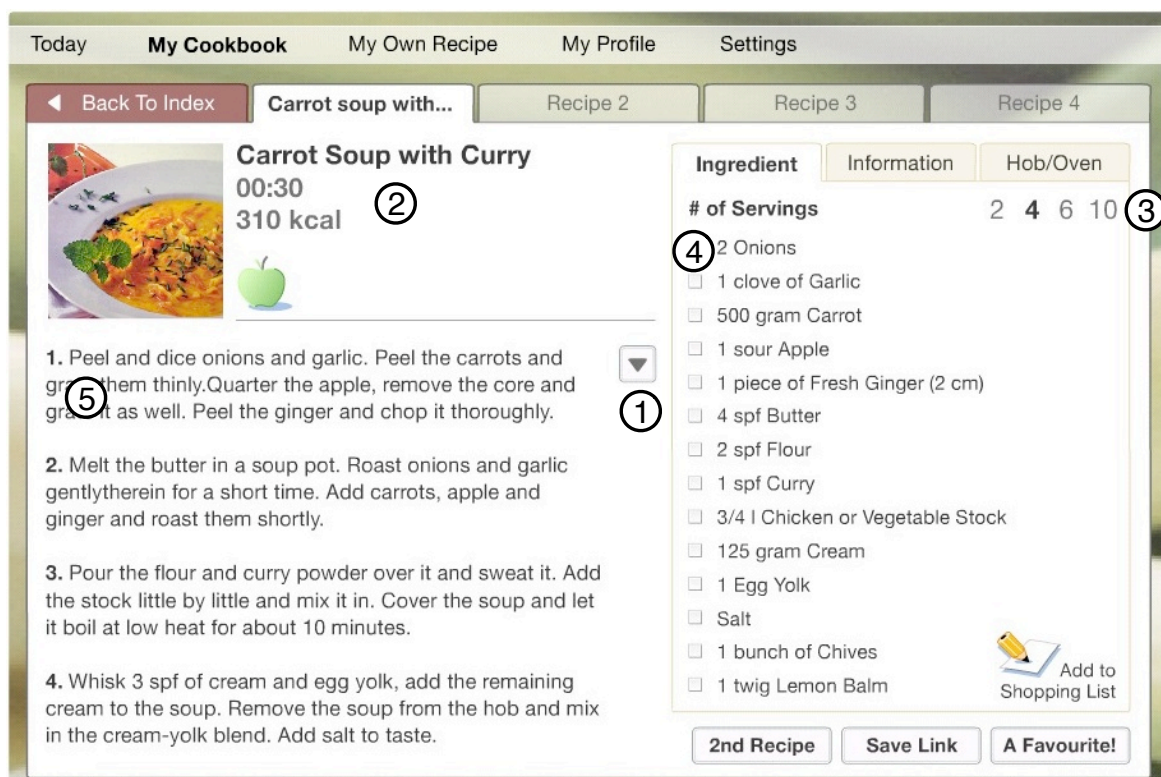 Today My Cookbook My Own Recipe My Profile Settings
Back To Index Carrot soup with... Recipe 2 Recipe 3 Recipe 4
Carrot Soup with Curry
00:30
310 kcal
2
1. Peel and dice onions and garlic. Peel the carrots and
them thinly.Quarter the apple, remove the core and
it as well. Peel the ginger and chop it thoroughly.
5
1
2. Melt the butter in a soup pot. Roast onions and garlic
gentlytherein for a short time. Add carrots, apple and
ginger and roast them shortly.
3. Pour the flour and curry powder over it and sweat it. Add
the stock little by little and mix it in. Cover the soup and let
it boil at low heat for about 10 minutes.
4. Whisk 3 spf of cream and egg yolk, add the remaining
cream to the soup. Remove the soup from the hob and mix
in the cream-yolk blend. Add salt to taste.
Ingredient Information Hob/Oven
# of Servings 2 4 6 10 3
4 2 Onions
1 clove of Garlic
500 gram Carrot
1 sour Apple
1 piece of Fresh Ginger (2 cm)
4 spf Butter
2 spf Flour
1 spf Curry
3/4 l Chicken or Vegetable Stock
125 gram Cream
1 Egg Yolk
Salt
1 bunch of Chives
1 twig Lemon Balm
Add to
Shopping List
2nd Recipe Save Link A Favourite!